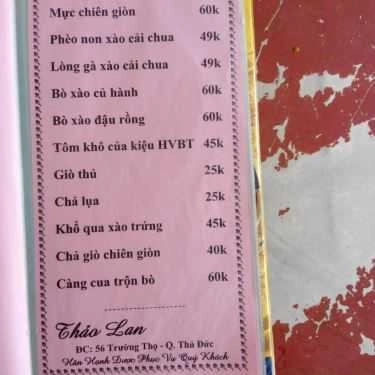 Mực chiên giòn 60k
Phèo non xào cải chua 49k
Lòng gà xào cải chua 49k
Bò xào củ hành 60k
Bò xào đậu rồng 60k
Tôm khô của kiệu HVBT 45k
Giò thủ 25k
Chả lụa 25k
Khổ qua xào trứng 45k
Chả giò chiên giòn 40k
Càng cua trộn bò 60k
Thảo Lan
ĐC: 56 Trường Thọ - Q. Thủ Đức
Hân Hạnh Được Phục Vụ Quý Khách